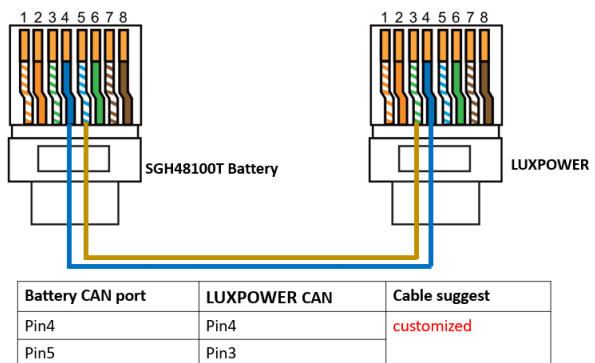 1 2 3 4 5 6 7 8
1 2 3 4 5 6 7 8
SGH48100T Battery
LUXPOWER
Battery CAN port LUXPOWER CAN Cable suggest
Pin4 Pin4 customized
Pin5 Pin3